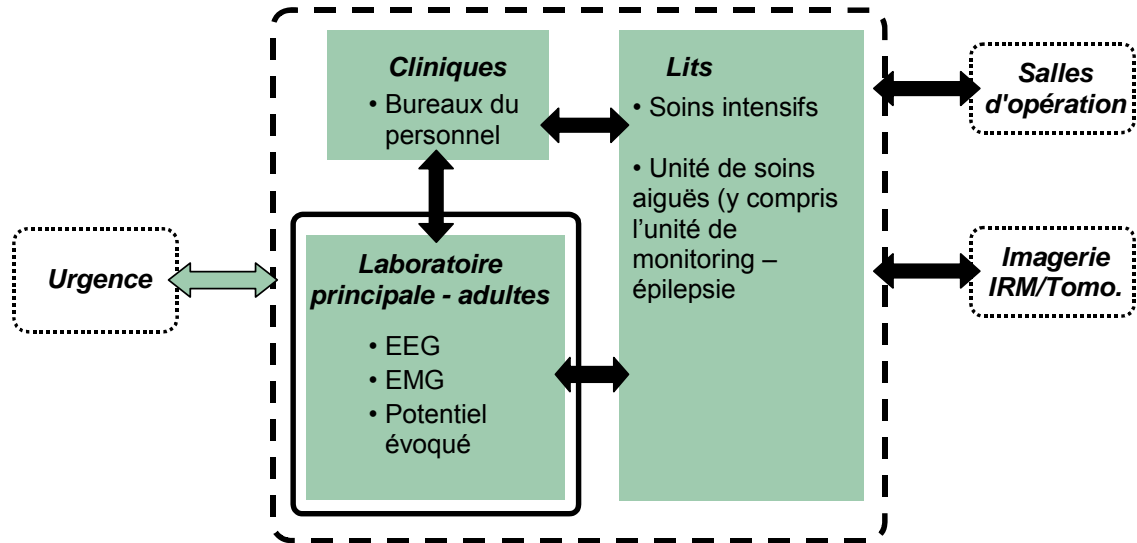 Cliniques
• Bureaux du
personnel
Lits
• Soins intensifs
• Unité de soins
aiguës (y compris
l’unité de
monitoring –
épilepsie
Salles
d'opération
Urgence
Laboratoire
principale - adultes
• EEG
• EMG
• Potentiel
évoqué
Imagerie
IRM/Tomo.